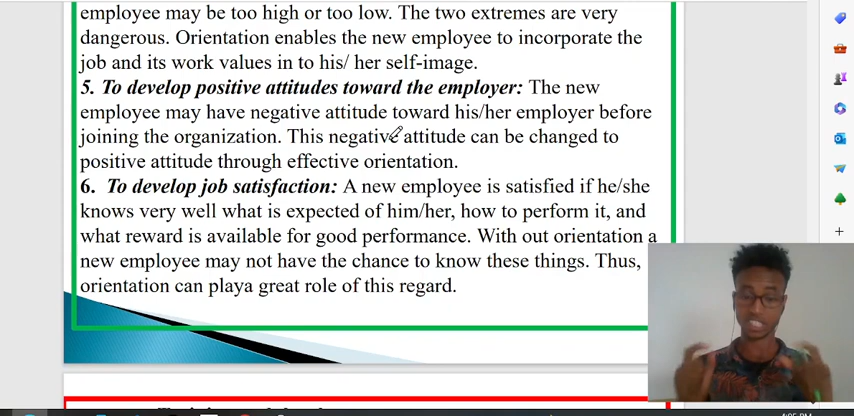 employee may be too high or too low. The two extremes are very
dangerous. Orientation enables the new employee to incorporate the
job and its work values in to his/ her self-image.
5. To develop positive attitudes toward the employer: The new
employee may have negative attitude toward his/her employer before
joining the organization. This negative attitude can be changed to
positive attitude through effective orientation.
6. To develop job satisfaction: A new employee is satisfied if he/she
knows very well what is expected of him/her, how to perform it, and
what reward is available for good performance. With out orientation a
new employee may not have the chance to know these things. Thus,
orientation can playa great role of this regard.